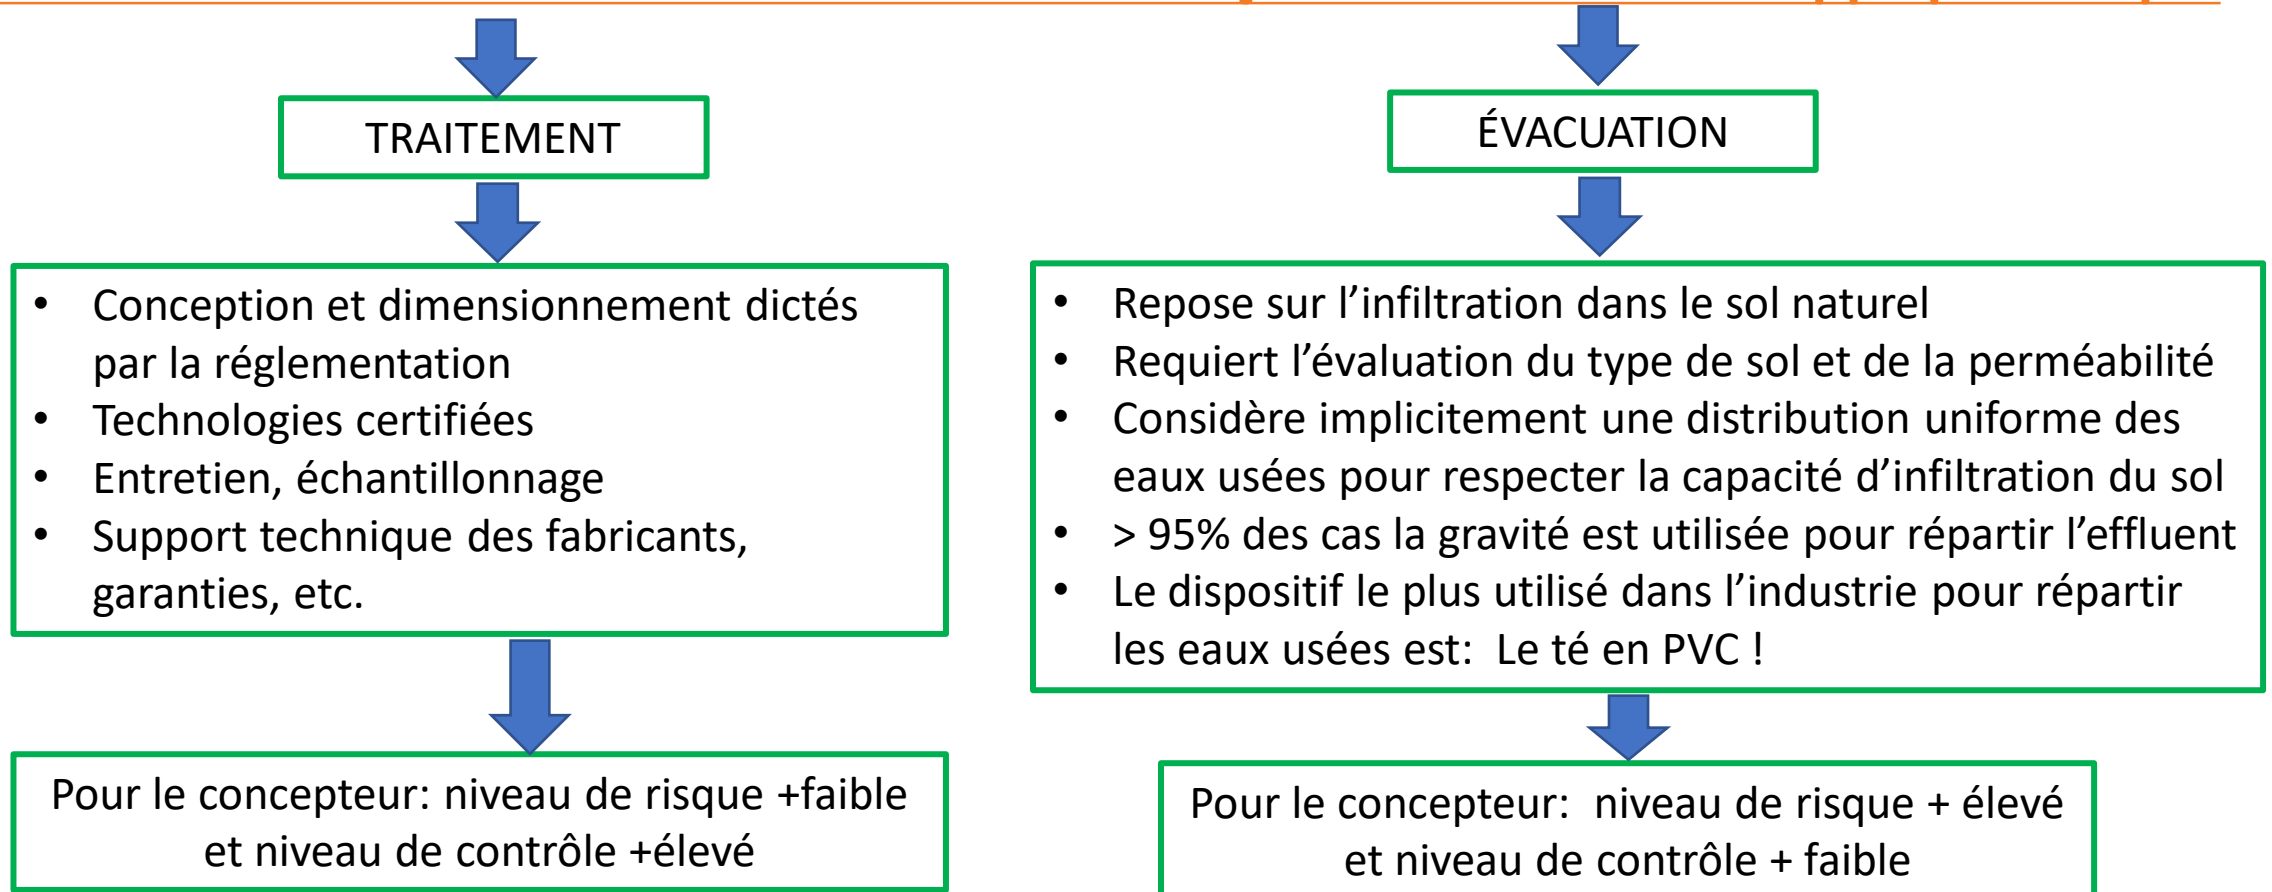 TRAITEMENT
• Conception et dimensionnement dictés
par la réglementation
• Technologies certifiées
• Entretien, échantillonnage
• Support technique des fabricants,
garanties, etc.
Pour le concepteur: niveau de risque +faible
et niveau de contrôle +élevé
ÉVACUATION
• Repose sur l’infiltration dans le sol naturel
• Requiert l’évaluation du type de sol et de la perméabilité
• Considère implicitement une distribution uniforme des
eaux usées pour respecter la capacité d’infiltration du sol
• > 95% des cas la gravité est utilisée pour répartir l’effluent
• Le dispositif le plus utilisé dans l’industrie pour répartir
les eaux usées est: Le té en PVC !
Pour le concepteur: niveau de risque + élevé
et niveau de contrôle + faible